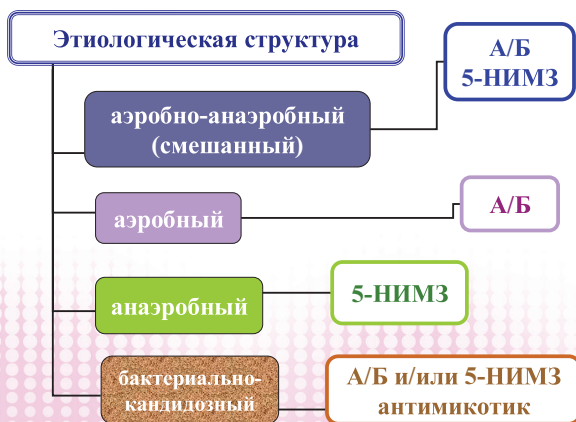 Этиологическая структура
А/Б
5-НИМЗ
аэробно-анаэробный
(смешанный)
аэробный
А/Б
анаэробный
5-НИМЗ
бактериально-
кандидозный
А/Б и/или 5-НИМЗ
антимикотик